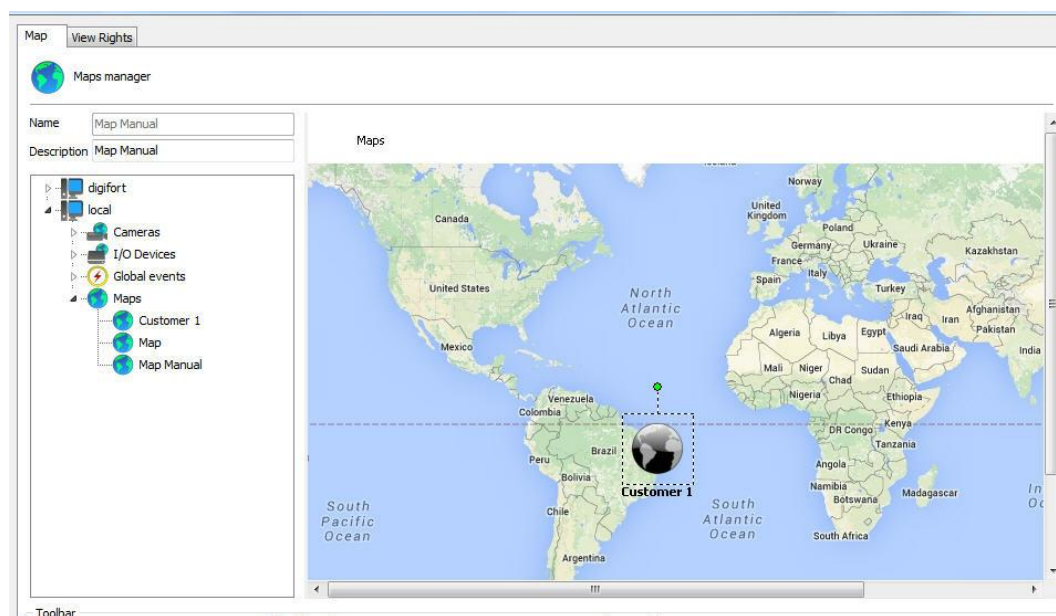 Map
View Rights
Maps manager
Name
Map Manual
Description
Map Manual
digifort
local
Cameras
I/O Devices
Global events
Maps
Customer 1
Map
Map Manual
Maps
Norway
United
Kingdom
Canada
Poland
Germany
Ukraine
Kazakhstan
France
Italy
Spain
Turkey
United States
North
Atlantic
Ocean
Iraq
Iran
Afghanistan
Pakistan
Algeria
Libya
Egypt
Saudi Arabia
India
Mexico
Mali
Niger
Chad
Sudan
Nigeria
Ethiopia
Venezuela
Colombia
DR Congo
Kenya
Tanzania
Peru
Brazil
Angola
Bolivia
Namibia
Botswana
Madagascar
Customer 1
South
Pacific
Ocean
Chile
South
Atlantic
Ocean
South Africa
Argentina
Toolbar